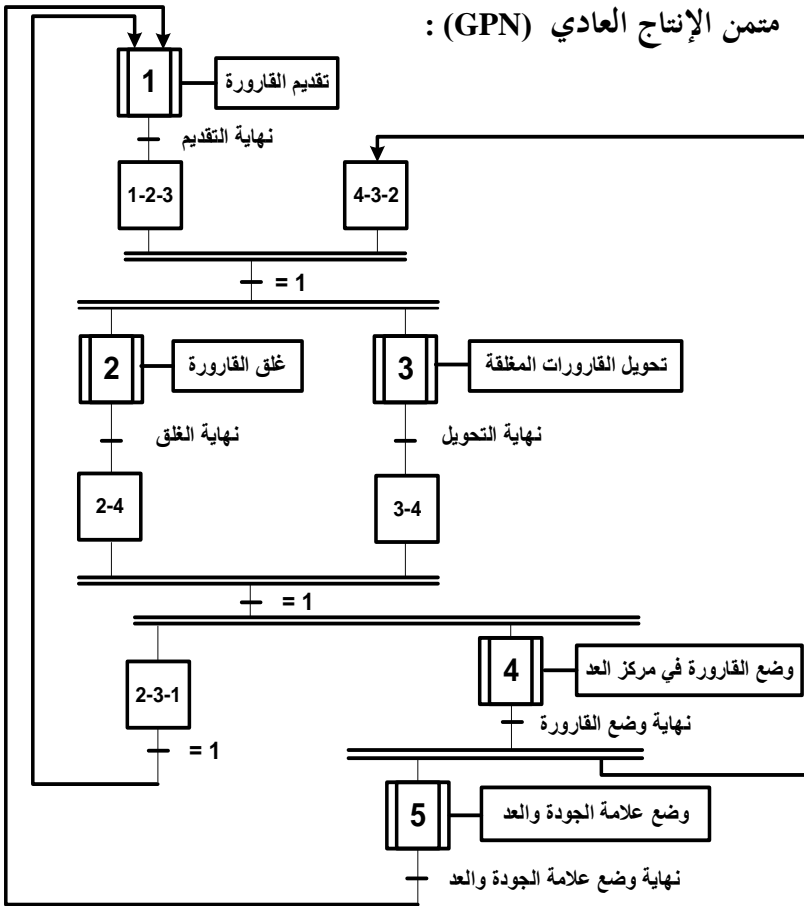 متمن الإنتاج العادي (GPN) :
1
تقديم القارورة
نهاية التقديم
1-2-3
4-3-2
= 1
2
غلق القارورة
3
تحويل القارورات المغلقة
نهاية الغلق
نهاية التحويل
2-4
3-4
= 1
2-3-1
4
وضع القارورة في مركز العد
نهاية وضع القارورة
= 1
5
وضع علامة الجودة والعد
نهاية وضع علامة الجودة والعد